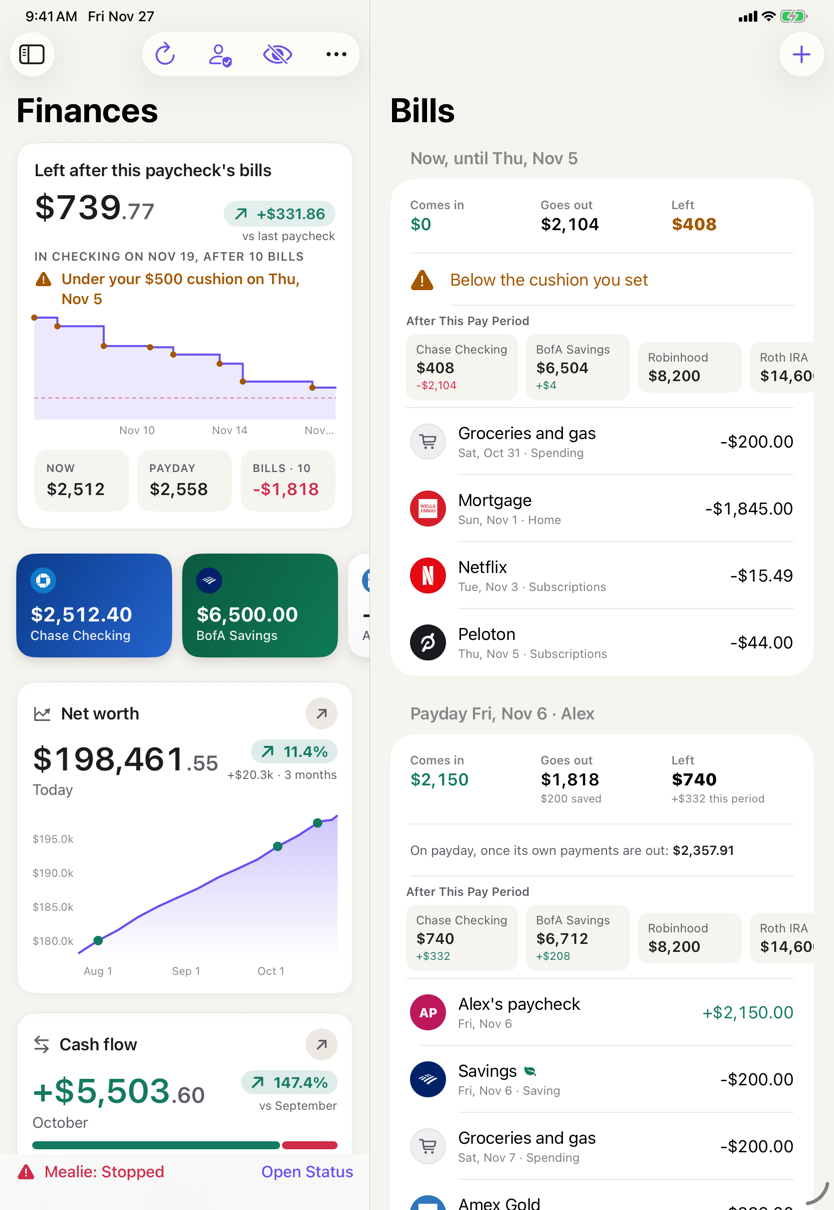 9:41 AM Fri Nov 27
Finances
Left after this paycheck's bills
$739.77
+$331.86
vs last paycheck
IN CHECKING ON NOV 19, AFTER 10 BILLS
Under your $500 cushion on Thu,
Nov 5
Nov 10
Nov 14
Nov...
NOW
$2,512
PAYDAY
$2,558
BILLS · 10
-$1,818
$2,512.40
Chase Checking
$6,500.00
BofA Savings
Net worth
$198,461.55
11.4%
+$20.3k · 3 months
Today
$195.0k
$190.0k
$185.0k
$180.0k
Aug 1
Sep 1
Oct 1
Cash flow
+$5,503.60
147.4%
vs September
October
Mealie: Stopped
Open Status
Bills
Now, until Thu, Nov 5
Comes in
$0
Goes out
$2,104
Left
$408
Below the cushion you set
After This Pay Period
Chase Checking
$408
-$2,104
BofA Savings
$6,504
+$4
Robinhood
$8,200
Roth IRA
$14,60
Groceries and gas
-$200.00
Sat, Oct 31 · Spending
WELLS
FARGO
Mortgage
-$1,845.00
Sun, Nov 1 · Home
N
Netflix
-$15.49
Tue, Nov 3 · Subscriptions
Peloton
-$44.00
Thu, Nov 5 · Subscriptions
Payday Fri, Nov 6 · Alex
Comes in
$2,150
Goes out
$1,818
$200 saved
Left
$740
+$332 this period
On payday, once its own payments are out: $2,357.91
After This Pay Period
Chase Checking
$740
+$332
BofA Savings
$6,712
+$208
Robinhood
$8,200
Roth IRA
$14,60
AP
Alex's paycheck
+$2,150.00
Fri, Nov 6
Savings
-$200.00
Fri, Nov 6 · Saving
Groceries and gas
-$200.00
Sat, Nov 7 · Spending
Amex Gold